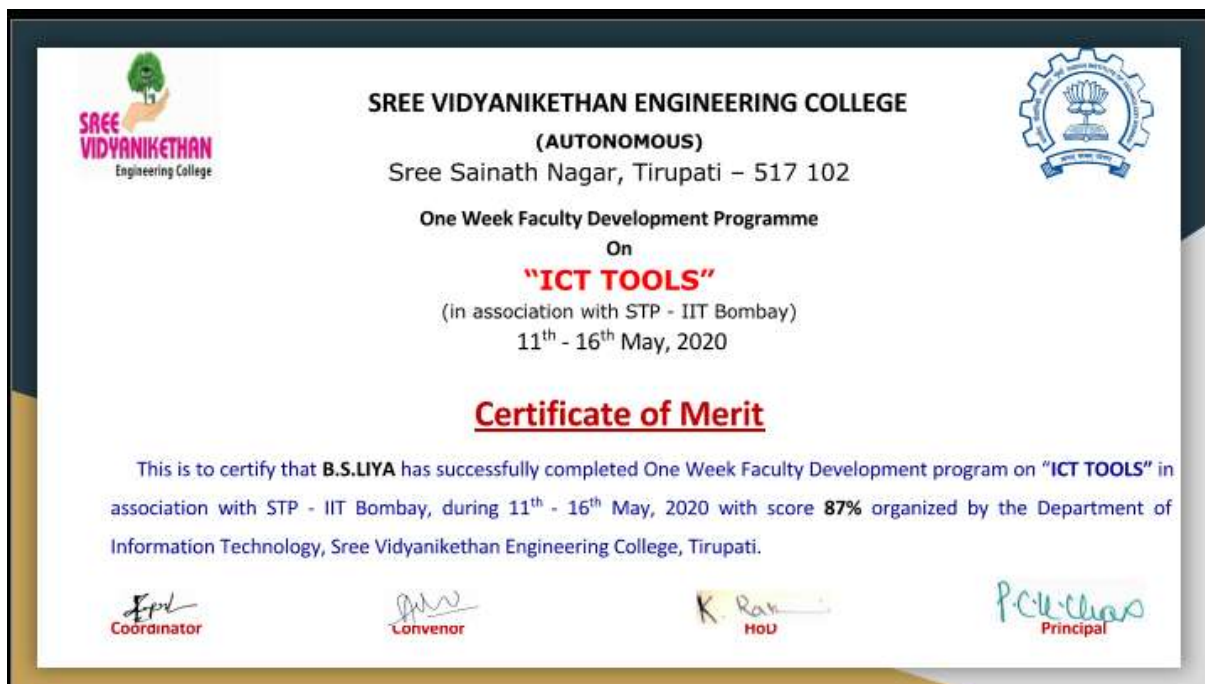 SREE
VIDYANIKETHAN
Engineering College
SREE VIDYANIKETHAN ENGINEERING COLLEGE
(AUTONOMOUS)
Sree Sainath Nagar, Tirupati – 517 102
One Week Faculty Development Programme
On
“ICT TOOLS”
(in association with STP - IIT Bombay)
11th - 16th May, 2020
Certificate of Merit
This is to certify that B.S.LIYA has successfully completed One Week Faculty Development program on “ICT TOOLS” in
association with STP - IIT Bombay, during 11th - 16th May, 2020 with score 87% organized by the Department of
Information Technology, Sree Vidyanikethan Engineering College, Tirupati.
K. Ram
Coordinator
Convenor
HoD
Principal